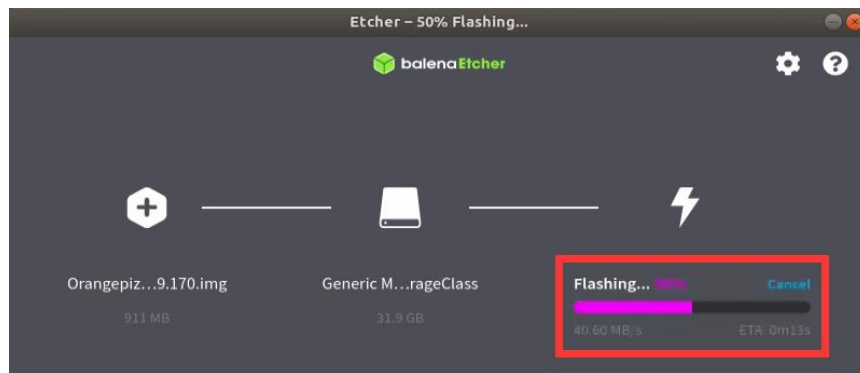 Etcher – 50% Flashing...
balenaEtcher
Orangepiz...9.170.img
911 MB
Generic M...rageClass
31.9 GB
Flashing... 50%
Cancel
40.60 MB/s
ETA: 0m13s